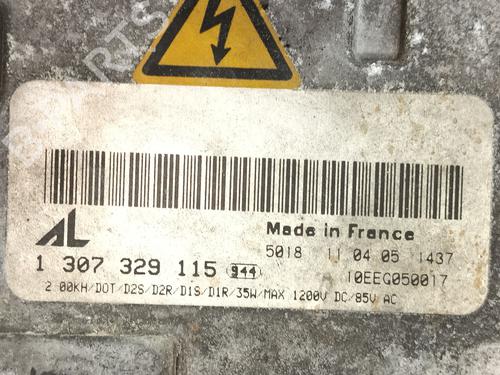 AL
Made in France
5018 11 04 05 1437
1 307 329 115 944
10EEG050017
2.00KH/DOT/D2S/D2R/D1S/D1R/35W/MAX 1200V DC/85V AC